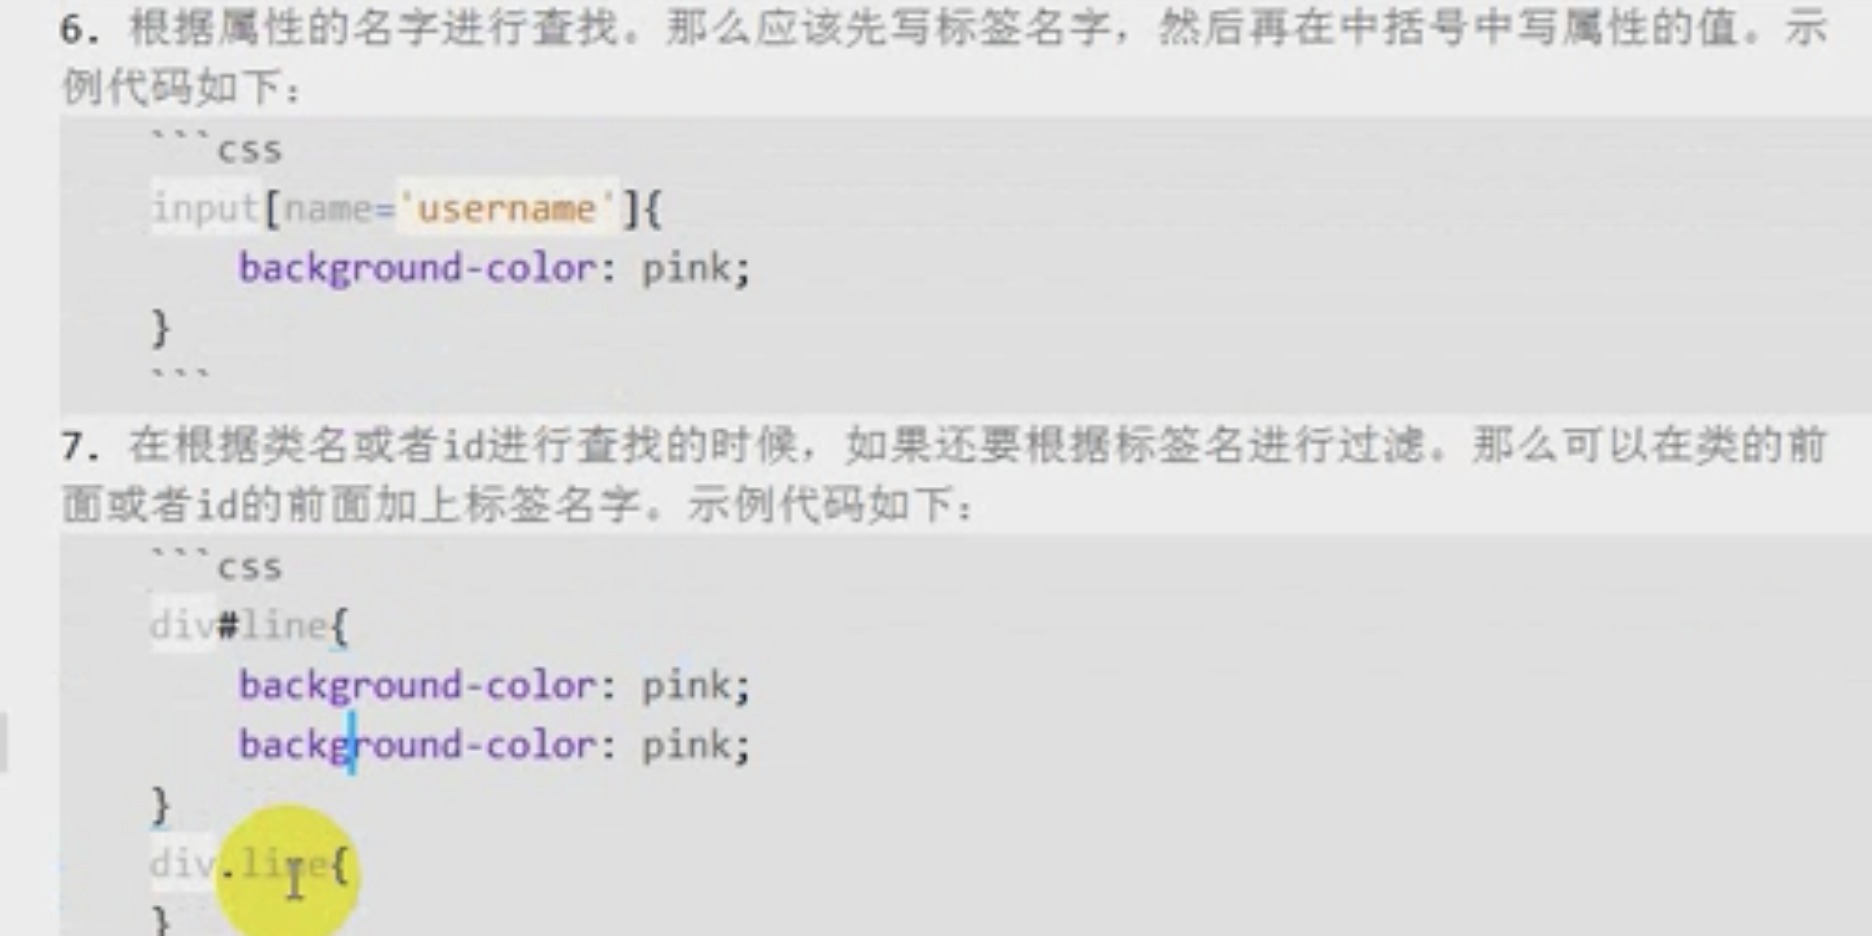 6. 根据属性的名字进行查找。那么应该先写标签名字，然后再在中括号中写属性的值。示
例代码如下：
```css
input[name='username']{
background-color: pink;
}
```
7. 在根据类名或者id进行查找的时候，如果还要根据标签名进行过滤。那么可以在类的前
面或者id的前面加上标签名字。示例代码如下：
```css
div#line{
background-color: pink;
background-color: pink;
}
div.line{
}